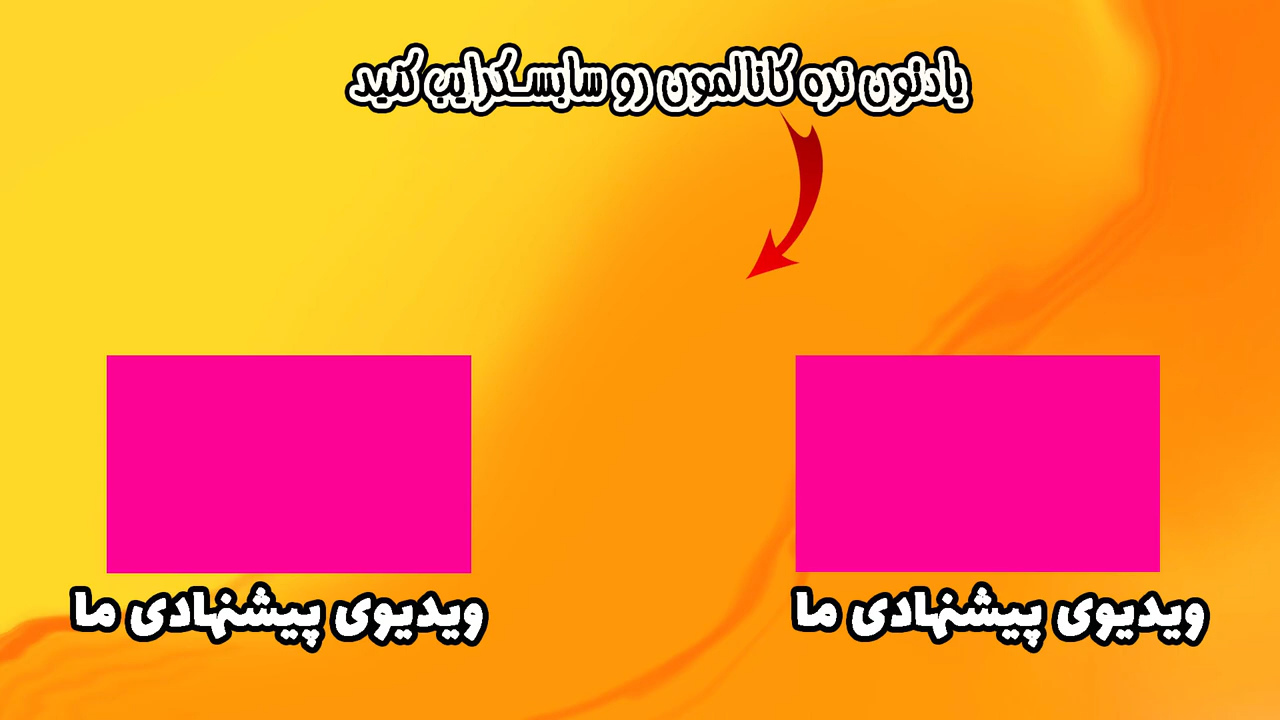 یادتون نره کانالمون رو سابسکرایب کنید
ویدیوی پیشنهادی ما
ویدیوی پیشنهادی ما